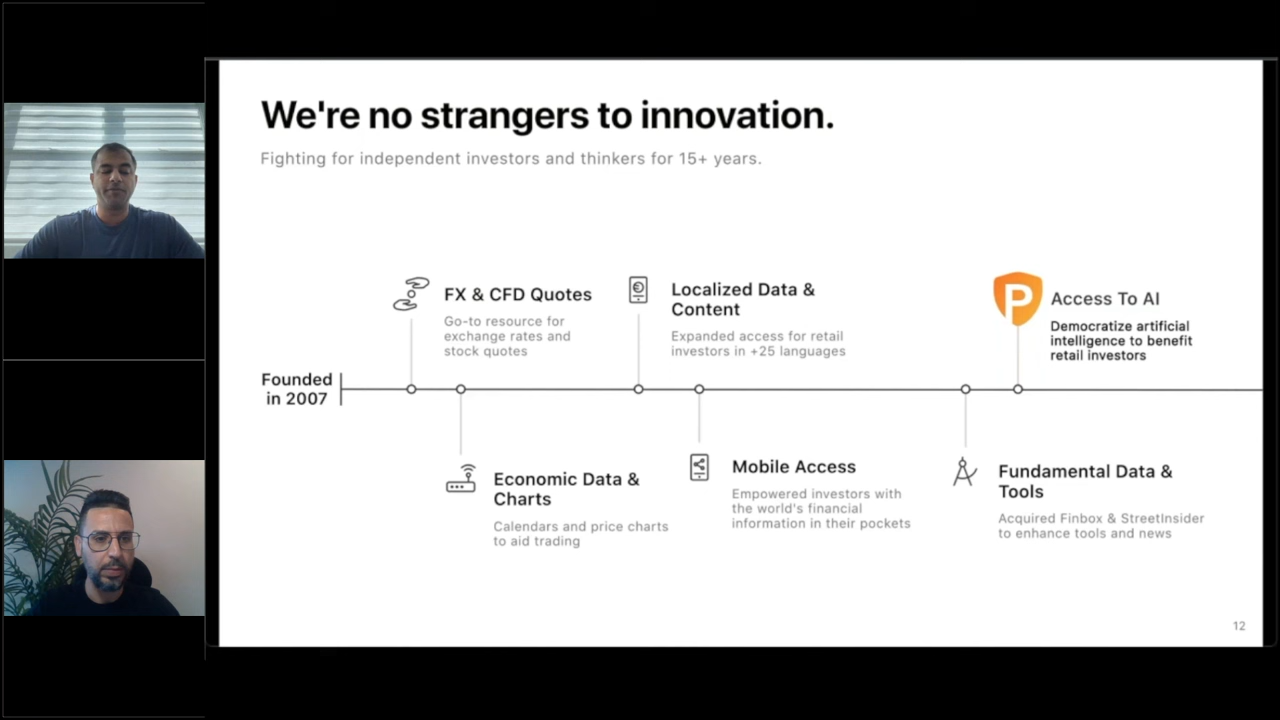 We're no strangers to innovation.
Fighting for independent investors and thinkers for 15+ years.
Founded
in 2007
FX & CFD Quotes
Go-to resource for
exchange rates and
stock quotes
Economic Data &
Charts
Calendars and price charts
to aid trading
Localized Data &
Content
Expanded access for retail
investors in +25 languages
Mobile Access
Empowered investors with
the world's financial
information in their pockets
Fundamental Data &
Tools
Acquired Finbox & StreetInsider
to enhance tools and news
P
Access To AI
Democratize artificial
intelligence to benefit
retail investors
12